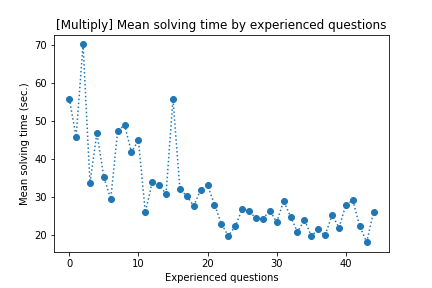 [Multiply] Mean solving time by experienced questions
70
60
50
40
30
20
Mean solving time (sec.)
0 10 20 30 40
Experienced questions